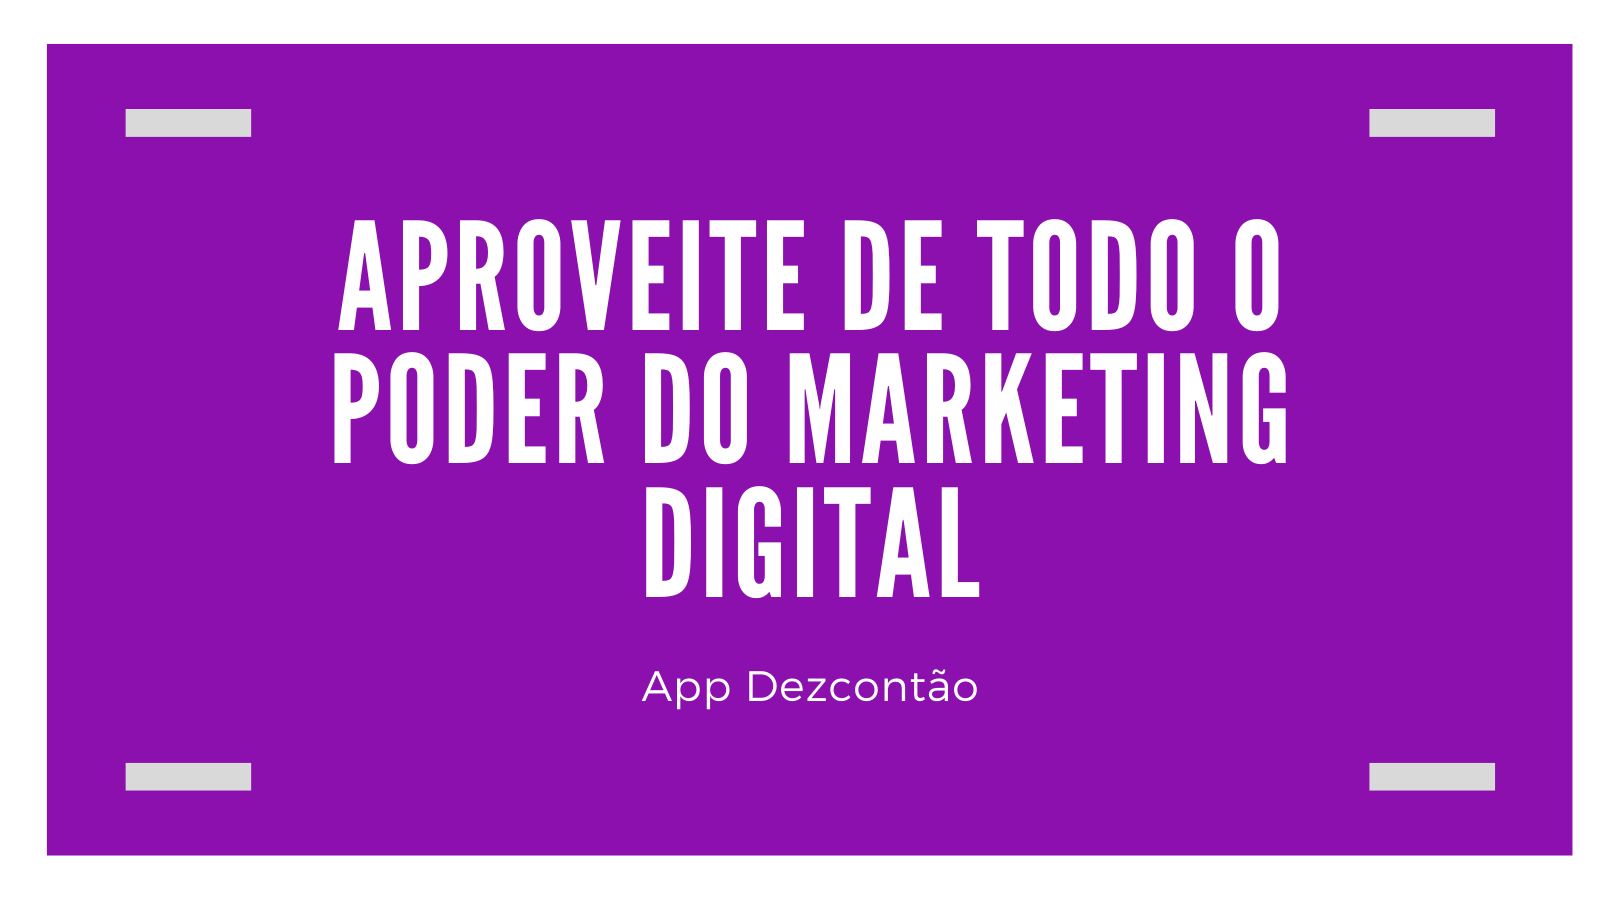 APROVEITE DE TODO O
PODER DO MARKETING
DIGITAL
App Dezcontão